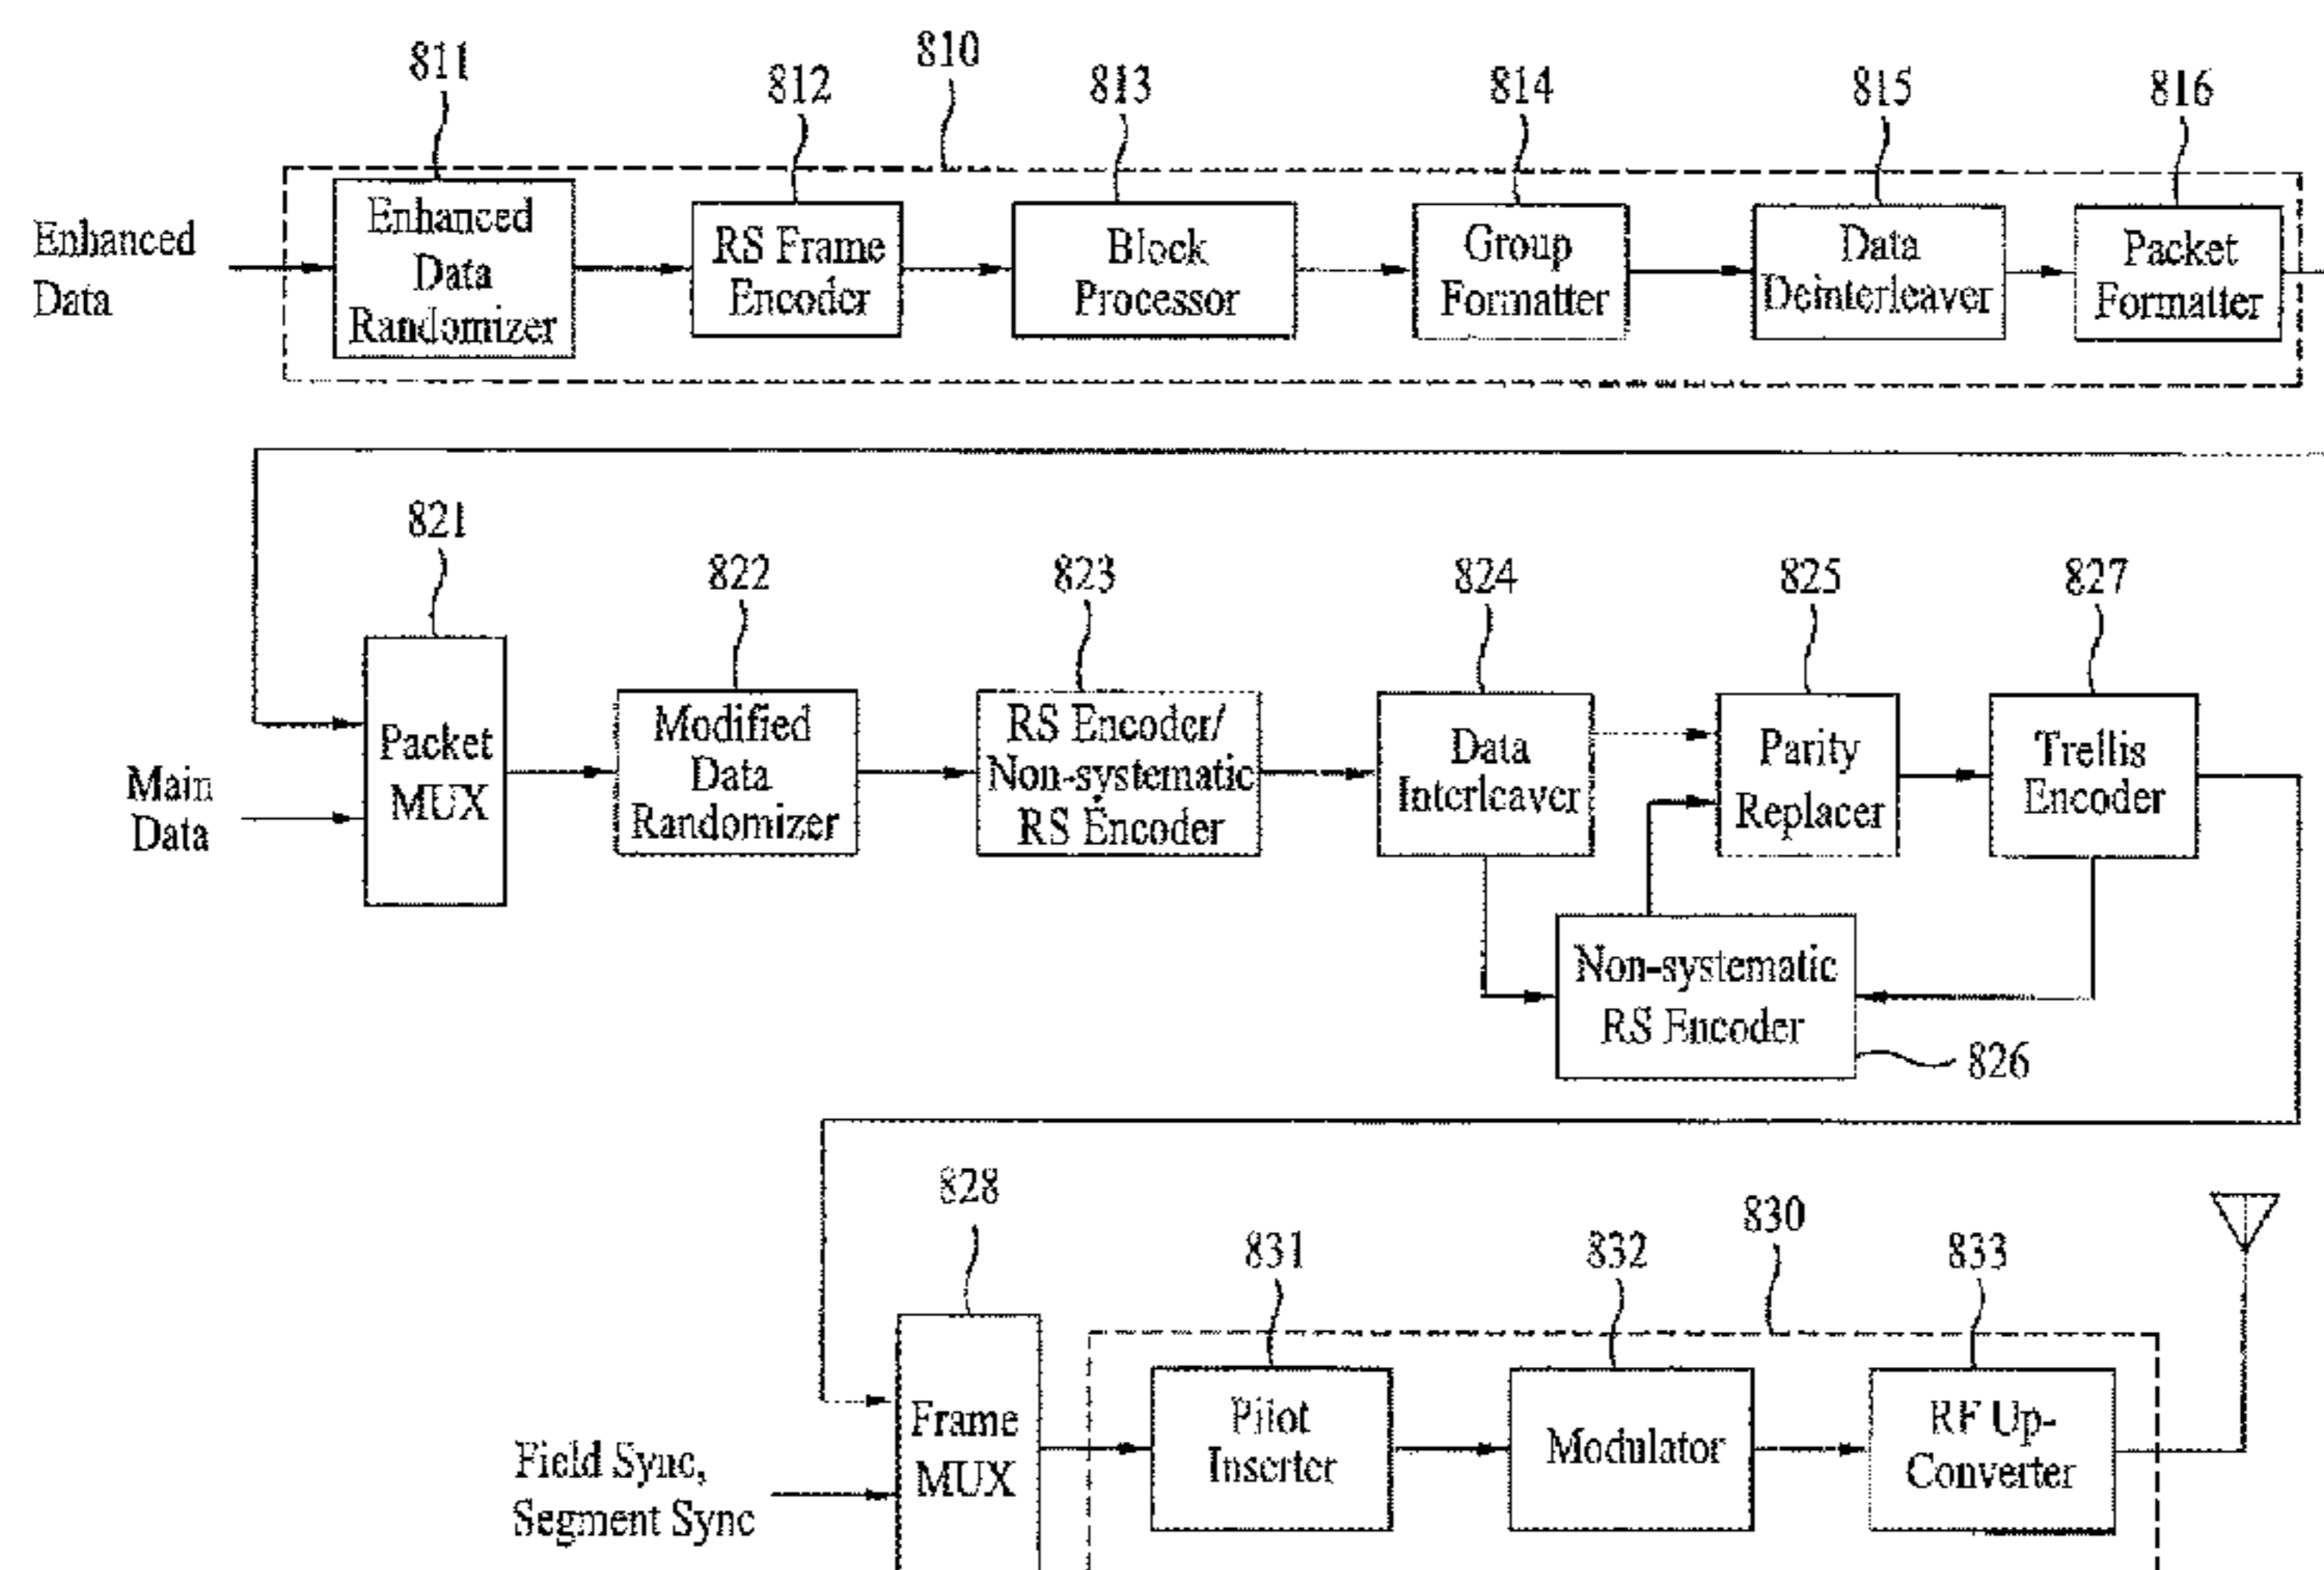 810
811
812
813
814
815
816
Enhanced
Data
Enhanced
Data
Randomizer
RS Frame
Encoder
Block
Processor
Group
Formatter
Data
Deinterleaver
Packet
Formatter
821
822
823
824
825
827
Main
Data
Packet
MUX
Modified
Data
Randomizer
RS Encoder/
Non-systematic
RS Encoder
Data
Interleaver
Parity
Replacer
Trellis
Encoder
Non-systematic
RS Encoder
826
828
830
831
832
833
Field Sync,
Segment Sync
Frame
MUX
Pilot
Inserter
Modulator
RF Up-
Converter